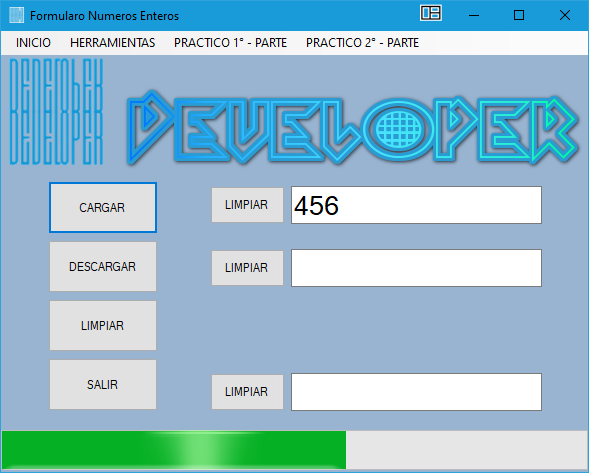 Formularo Numeros Enteros
INICIO HERRAMIENTAS PRACTICO 1° - PARTE PRACTICO 2° - PARTE
DEVELOPER
CARGAR LIMPIAR 456
DESCARGAR LIMPIAR
LIMPIAR
SALIR LIMPIAR